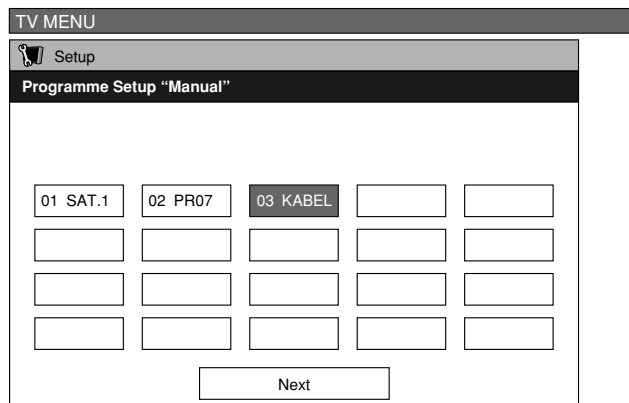 TV MENU
Setup
Programme Setup “Manual”
01 SAT.1 02 PR07 03 KABEL
Next